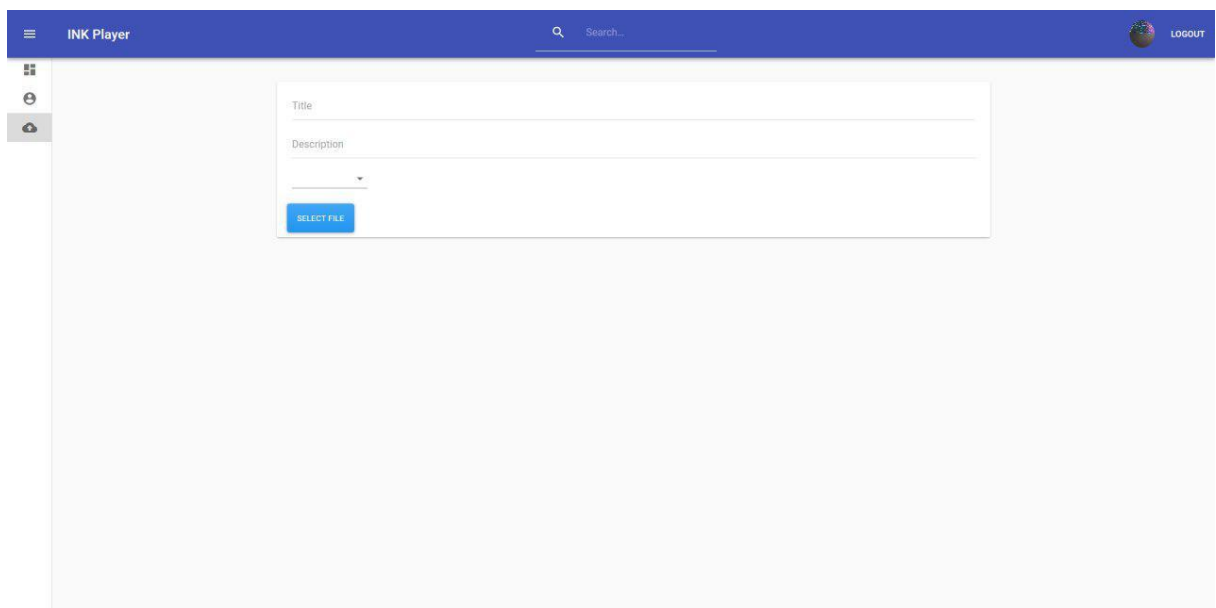 INK Player
Search...
LOGOUT
Title
Description
SELECT FILE